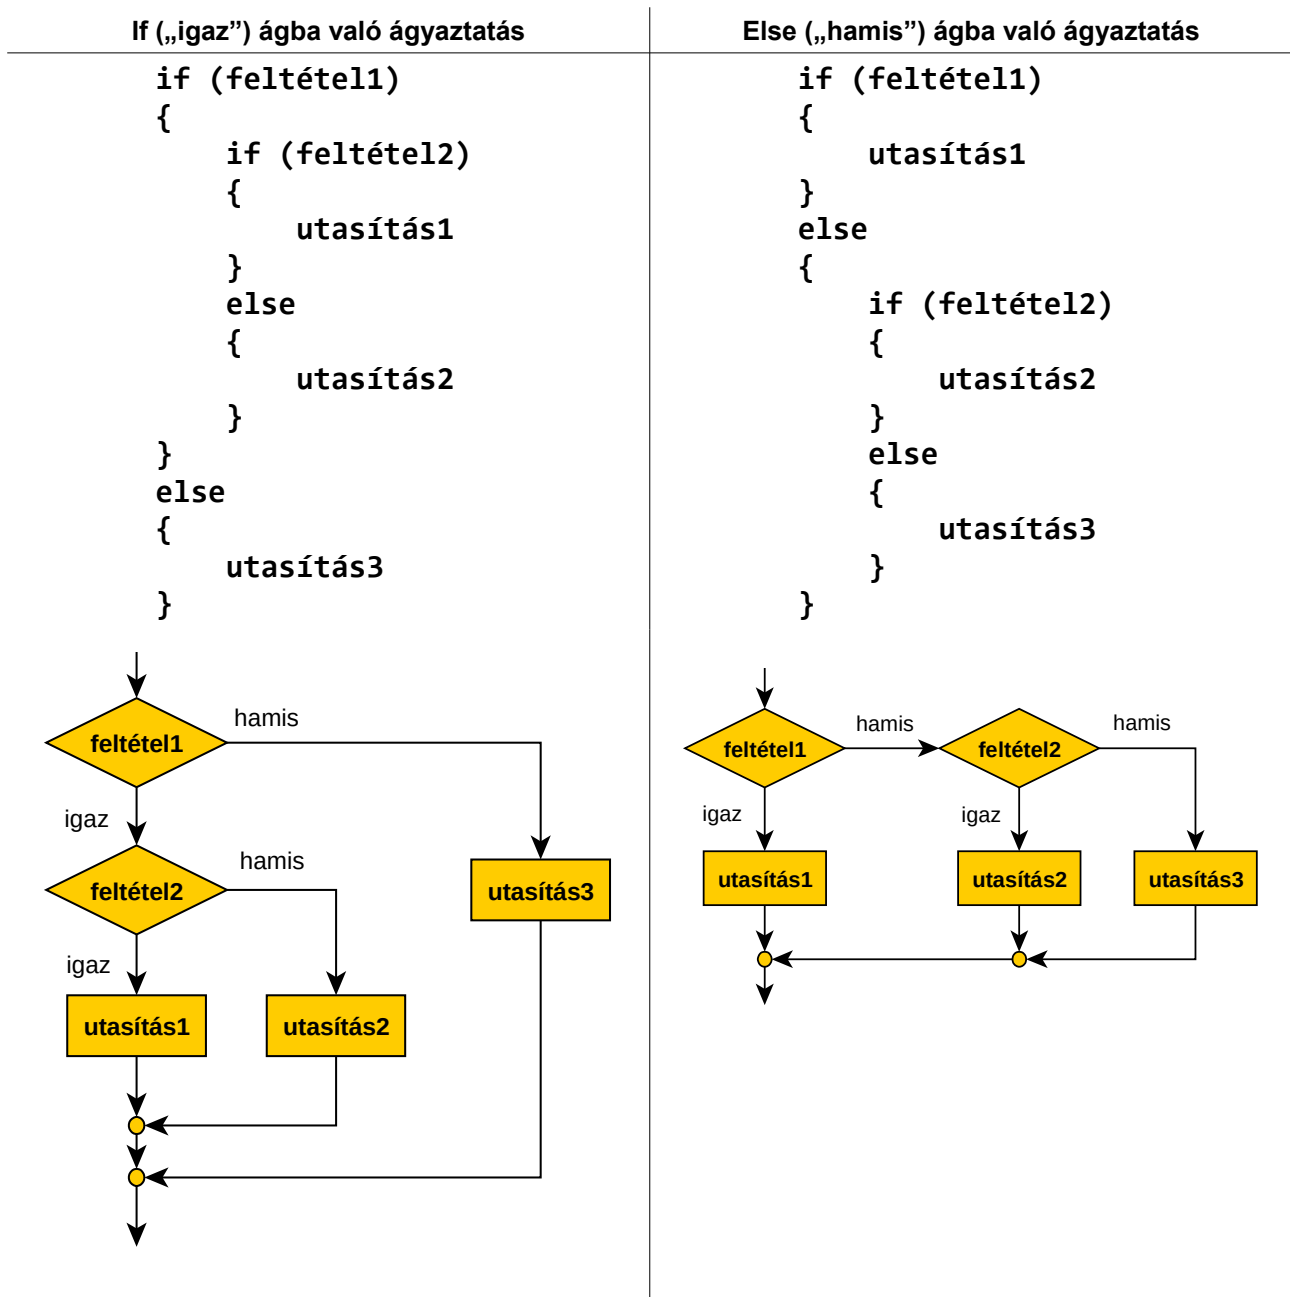 If („igaz”) ágba való ágyaztatás
if (feltétel1)
{
if (feltétel2)
{
utasítás1
}
else
{
utasítás2
}
}
else
{
utasítás3
}
hamis
feltétel1
igaz
hamis
feltétel2
utasítás3
igaz
utasítás1
utasítás2
Else („hamis”) ágba való ágyaztatás
if (feltétel1)
{
utasítás1
}
else
{
if (feltétel2)
{
utasítás2
}
else
{
utasítás3
}
}
hamis
hamis
feltétel1
feltétel2
igaz
igaz
utasítás1
utasítás2
utasítás3